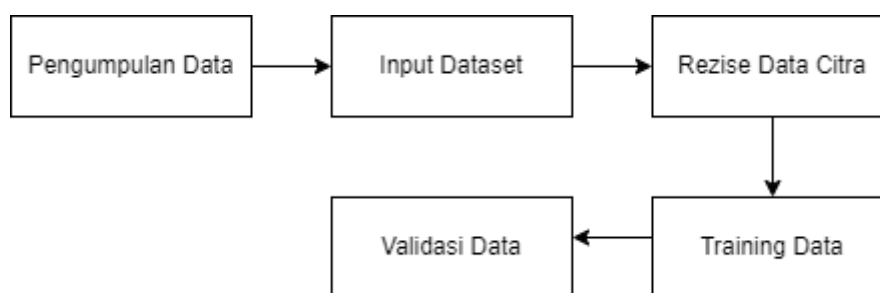 Pengumpulan Data
Input Dataset
Rezise Data Citra
Training Data
Validasi Data